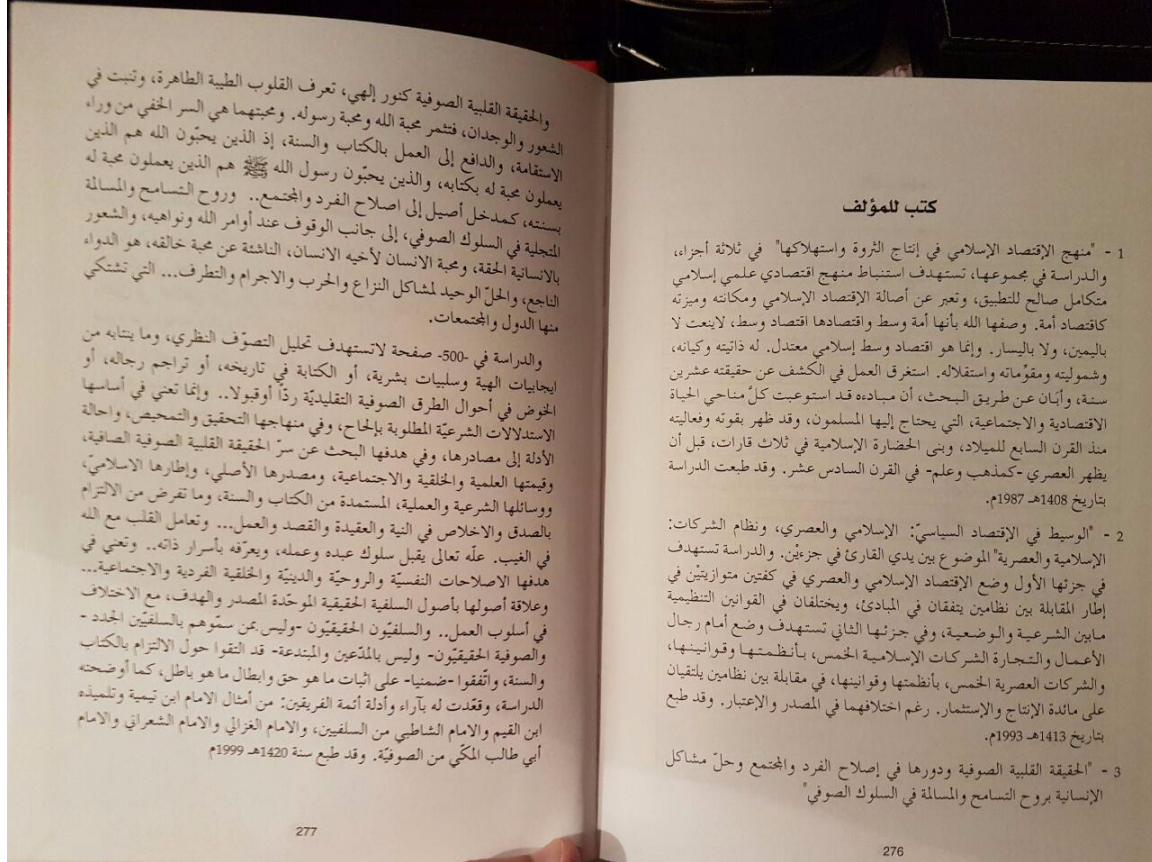 كتب للمؤلف
1 - "منهج الإقتصاد الإسلامي في إنتاج الثروة واستهلاكها" في ثلاثة أجزاء،
والدراسة في مجموعها، تستهدف استنباط منهج اقتصادي علمي إسلامي
متكامل صالح للتطبيق، وتعبر عن أصالة الإقتصاد الإسلامي ومكانته وميزته
كاقتصاد أمة. وصفها الله بأنها أمة وسط واقتصادها اقتصاد وسط، لاينعت لا
باليمين، ولا باليسار. وإنما هو اقتصاد وسط إسلامي معتدل. له ذاتيته وكيانه،
وشموليته ومقوّماته واستقلاله. استغرق العمل في الكشف عن حقيقته عشرين
سنة، وأبَان عن طريق البحث، أن مبادءه قد استوعبت كلَّ مناحي الحياة
الاقتصادية والاجتماعية، التي يحتاج إليها المسلمون، وقد ظهر بقوته وفعاليته
منذ القرن السابع للميلاد، وبنى الحضارة الإسلامية في ثلاث قارات، قبل أن
يظهر العصري -كمذهب وعلم- في القرن السادس عشر. وقد طبعت الدراسة
بتاريخ 1408هـ 1987م.
2 - "الوسيط في الإقتصاد السياسيّ: الإسلامي والعصري، ونظام الشركات:
الإسلامية والعصرية" الموضوع بين يدي القارئ في جزءيْن. والدراسة تستهدف
في جزئها الأول وضع الإقتصاد الإسلامي والعصري في كفتين متوازيتيْن في
إطار المقابلة بين نظامين يتفقان في المبادئ، ويختلفان في القوانين التنظيمية
مابين الشرعية والوضعية، وفي جزئها الثاني تستهدف وضع أمام رجال
الأعمال والتجارة الشركات الإسلامية الخمس، بأنظمتها وقوانينها،
والشركات العصرية الخمس، بأنظمتها وقوانينها، في مقابلة بين نظامين يلتقيان
على مائدة الإنتاج والإستثمار. رغم اختلافهما في المصدر والإعتبار. وقد طبع
بتاريخ 1413هـ 1993م.
3 - "الحقيقة القلبية الصوفية ودورها في إصلاح الفرد والمجتمع وحلّ مشاكل
الإنسانية بروح التسامح والمسالمة في السلوك الصوفي"
276
والحقيقة القلبية الصوفية كنور إلهي، تعرف القلوب الطيبة الطاهرة، وتنبت في
الشعور والوجدان، فتثمر محبة الله ومحبة رسوله. ومحبتهما هي السر الخفي من وراء
الاستقامة، والدافع إلى العمل بالكتاب والسنة، إذ الذين يحبّون الله هم الذين
يعملون محبة له بكتابه، والذين يحبّون رسول الله ﷺ هم الذين يعملون محبة له
بسنته، كمدخل أصيل إلى اصلاح الفرد والمجتمع.. وروح التسامح والمسالمة
المتجلية في السلوك الصوفي، إلى جانب الوقوف عند أوامر الله ونواهيه، والشعور
بالانسانية الحقة، ومحبة الانسان لأخيه الانسان، الناشئة عن محبة خالقه، هو الدواء
الناجع، والحلّ الوحيد لمشاكل النزاع والحرب والاجرام والتطرف... التي تشتكي
منها الدول والمجتمعات.
والدراسة في -500- صفحة لاتستهدف تحليل التصوّف النظري، وما ينتابه من
ايجابيات الهية وسلبيات بشرية، أو الكتابة في تاريخه، أو تراجم رجاله، أو
الخوض في أحوال الطرق الصوفية التقليديّة ردّا أوقبولا.. وإنما تعني في أساسها
الاستدلالات الشرعيّة المطلوبة بإلحاح، وفي منهاجها التحقيق والتمحيص، واحالة
الأدلة إلى مصادرها، وفي هدفها البحث عن سرّ الحقيقة القلبية الصوفية الصافية،
وقيمتها العلمية والخلقية والاجتماعية، ومصدرها الأصلي، وإطارها الاسلاميّ،
ووسائلها الشرعية والعملية، المستمدة من الكتاب والسنة، وما تفرض من الالتزام
بالصدق والاخلاص في النية والعقيدة والقصد والعمل... وتعامل القلب مع الله
في الغيب. علّه تعالى يقبل سلوك عبده وعمله، ويعرّفه بأسرار ذاته.. وتعني في
هدفها الاصلاحات النفسيّة والروحيّة والدينيّة والخلقية الفردية والاجتماعية...
وعلاقة أصولها بأصول السلفية الحقيقية الموحّدة المصدر والهدف، مع الاختلاف
في أسلوب العمل.. والسلفيّون الحقيقيّون -وليس بمن سمّوهم بالسلفيّين الجدد-
والصوفية الحقيقيّون- وليس بالمدّعين والمبتدعة- قد التقوا حول الالتزام بالكتاب
والسنة، واتّفقوا -ضمنيا- على اثبات ما هو حق وابطال ما هو باطل، كما أوضحته
الدراسة، وقعّدت له بآراء وأدلة أئمة الفريقين: من أمثال الامام ابن تيمية وتلميذه
ابن القيم والامام الشاطبي من السلفيين، والامام الغزالي والامام الشعراني والامام
أبي طالب المكّي من الصوفيّة. وقد طبع سنة 1420هـ 1999م
277